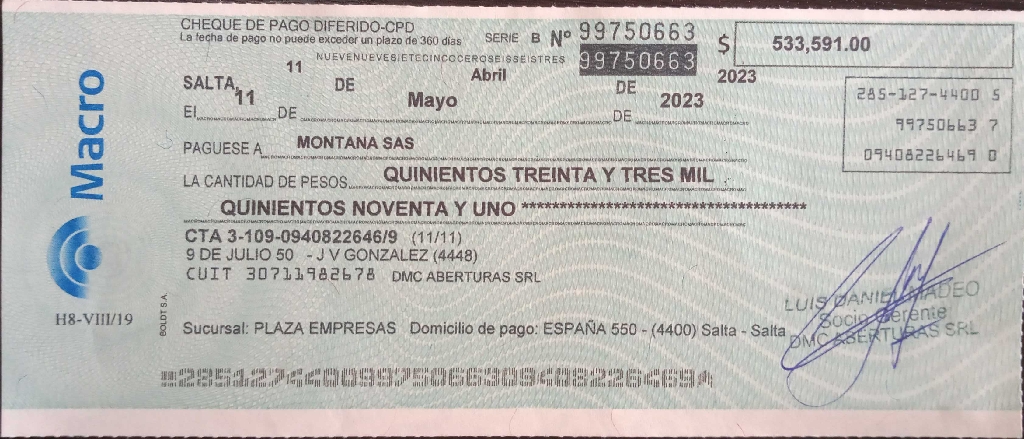 CHEQUE DE PAGO DIFERIDO-CPD
La fecha de pago no puede exceder un plazo de 360 días
SERIE B Nº 99750663
$ 533,591.00
NUEVENUEVESIETECINCOCEROSEISSEISTRES
99750663
SALTA, 11 DE Abril DE 2023
El 11 DE Mayo DE 2023
285-127-4400 5
99750663 7
09408226469 0
PAGUESE A MONTANA SAS
LA CANTIDAD DE PESOS QUINIENTOS TREINTA Y TRES MIL
QUINIENTOS NOVENTA Y UNO **************************************
CTA 3-109-0940822646/9 (11/11)
9 DE JULIO 50 - J V GONZALEZ (4448)
CUIT 30711982678 DMC ABERTURAS SRL
Macro
H8-VIII/19
BOLDT S.A.
LUIS DANIEL MADEO
Socio Gerente
DMC ABERTURAS SRL
Sucursal: PLAZA EMPRESAS Domicilio de pago: ESPAÑA 550 - (4400) Salta - Salta
28512744009975066309408226469